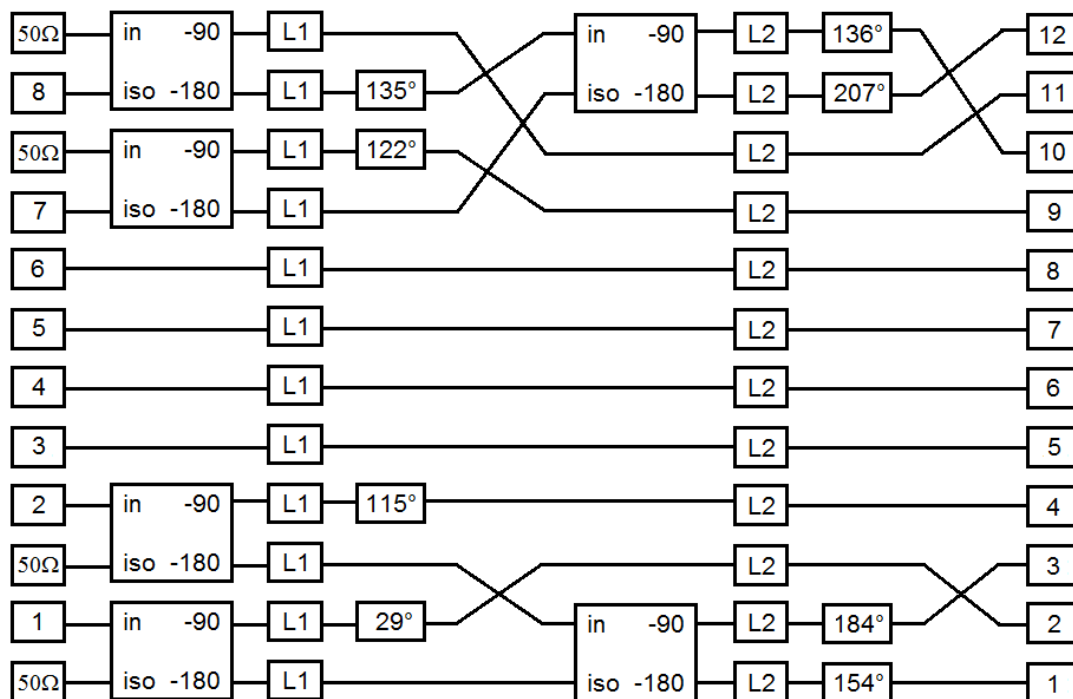 50Ω in -90 L1 in -90 L2 136° 12
8 iso -180 L1 135° iso -180 L2 207° 11
50Ω in -90 L1 122° L2 10
7 iso -180 L1 L2 9
6 L1 L2 8
5 L1 L2 7
4 L1 L2 6
3 L1 L2 5
2 in -90 L1 115° L2 4
50Ω iso -180 L1 L2 3
1 in -90 L1 29° in -90 L2 184° 2
50Ω iso -180 L1 iso -180 L2 154° 1